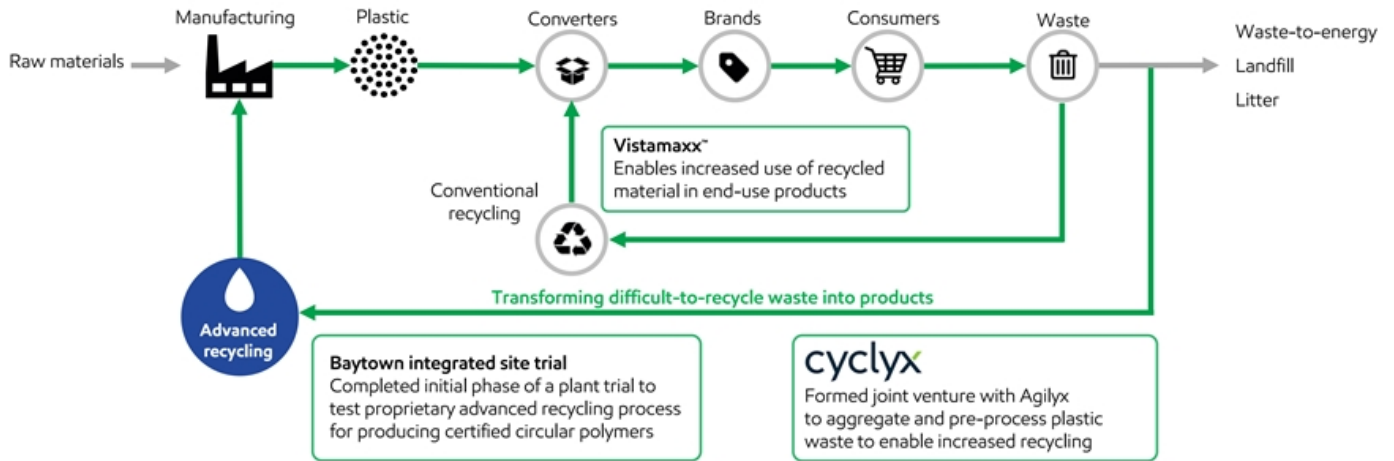 Manufacturing
Plastic
Converters
Brands
Consumers
Waste
Raw materials
Waste-to-energy
Landfill
Litter
Vistamaxx™
Enables increased use of recycled
material in end-use products
Conventional
recycling
Transforming difficult-to-recycle waste into products
Advanced
recycling
Baytown integrated site trial
Completed initial phase of a plant trial to
test proprietary advanced recycling process
for producing certified circular polymers
cyclyx
Formed joint venture with Agilyx
to aggregate and pre-process plastic
waste to enable increased recycling